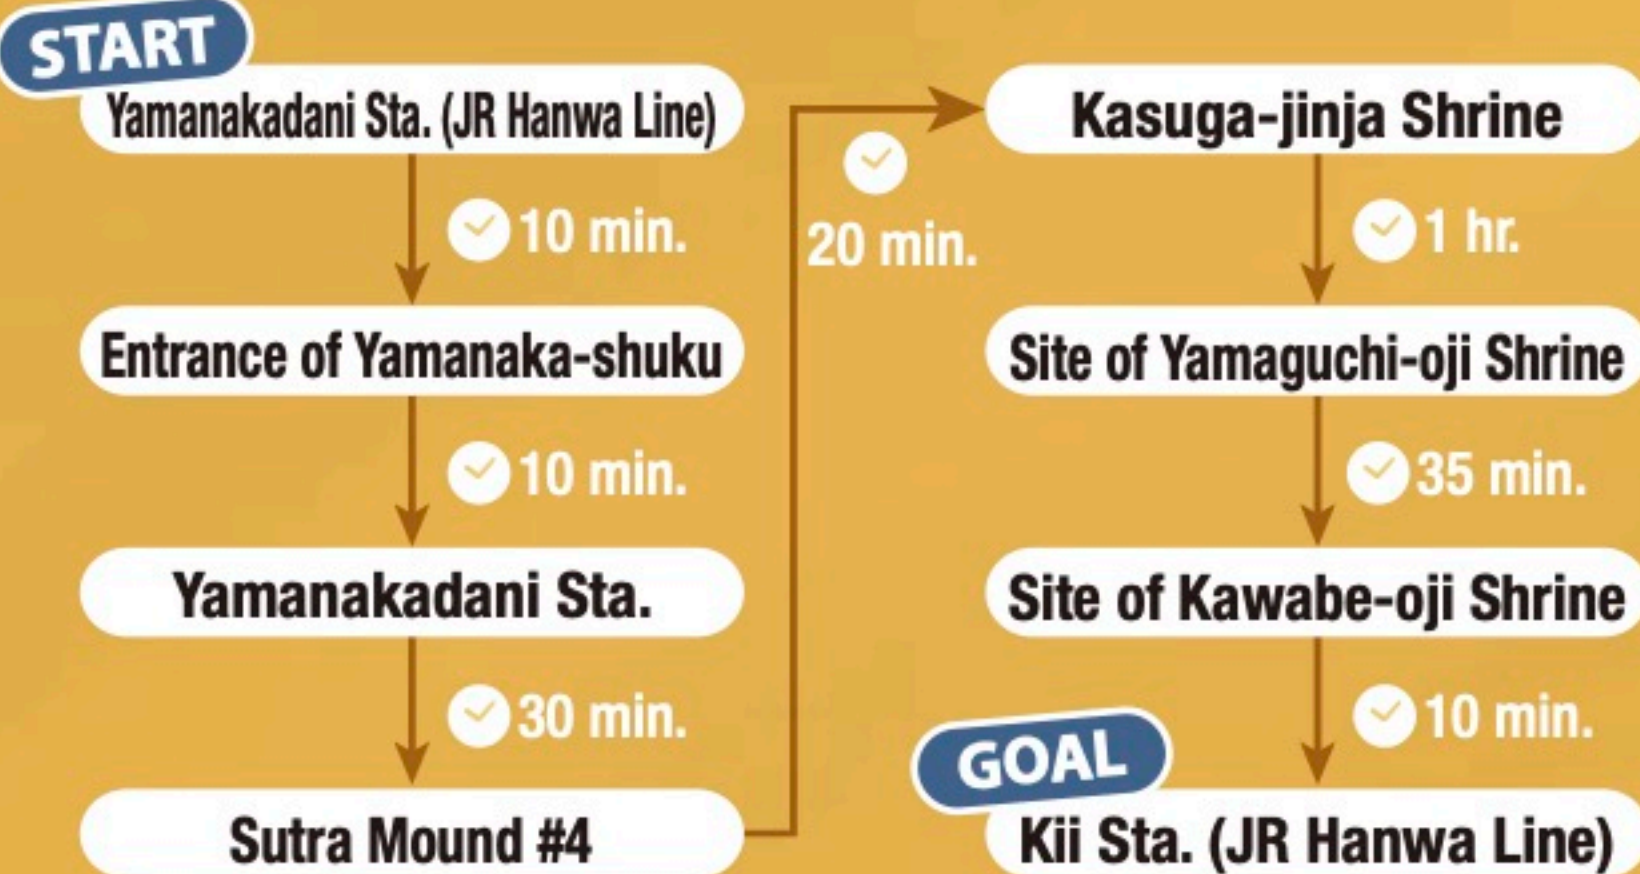 START
Yamanakadani Sta. (JR Hanwa Line)
10 min.
Entrance of Yamanaka-shuku
10 min.
Yamanakadani Sta.
30 min.
Sutra Mound #4
20 min.
Kasuga-jinja Shrine
1 hr.
Site of Yamaguchi-oji Shrine
35 min.
Site of Kawabe-oji Shrine
10 min.
GOAL
Kii Sta. (JR Hanwa Line)